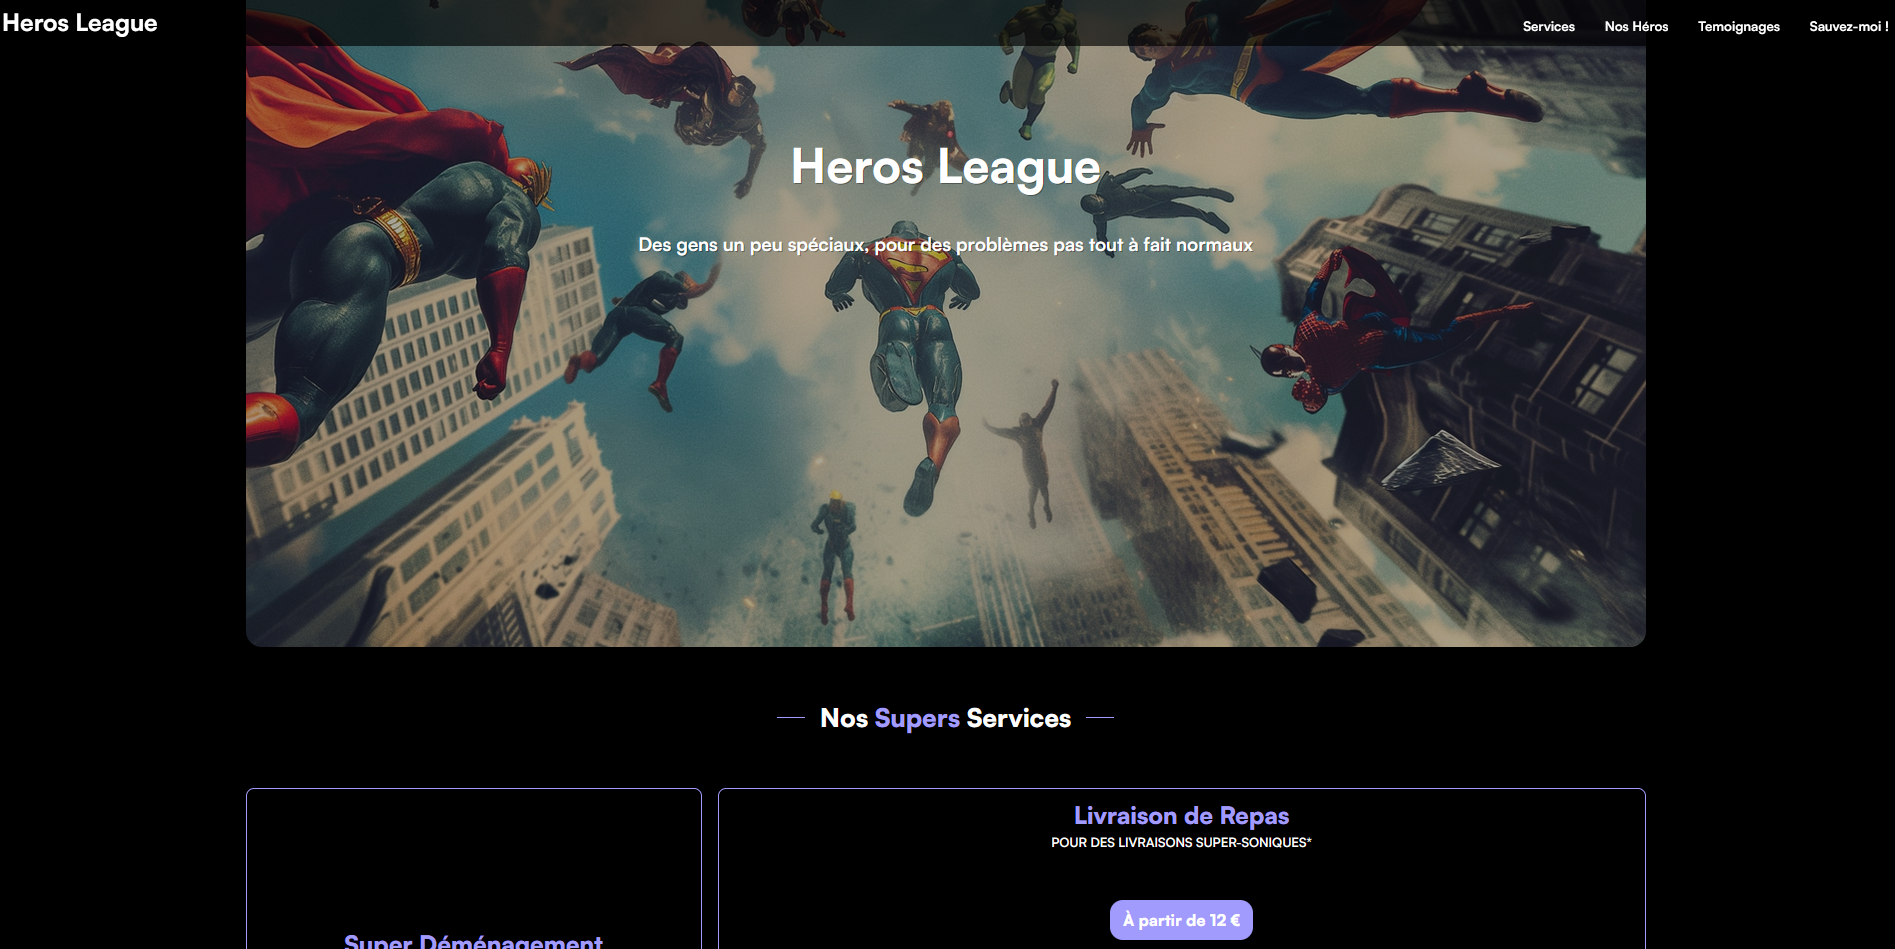 Heros League
Services
Nos Héros
Temoignages
Sauvez-moi !
Heros League
Des gens un peu spéciaux, pour des problèmes pas tout à fait normaux
Nos Supers Services
Livraison de Repas
POUR DES LIVRAISONS SUPER-SONIQUES*
À partir de 12 €
Super Déménagement